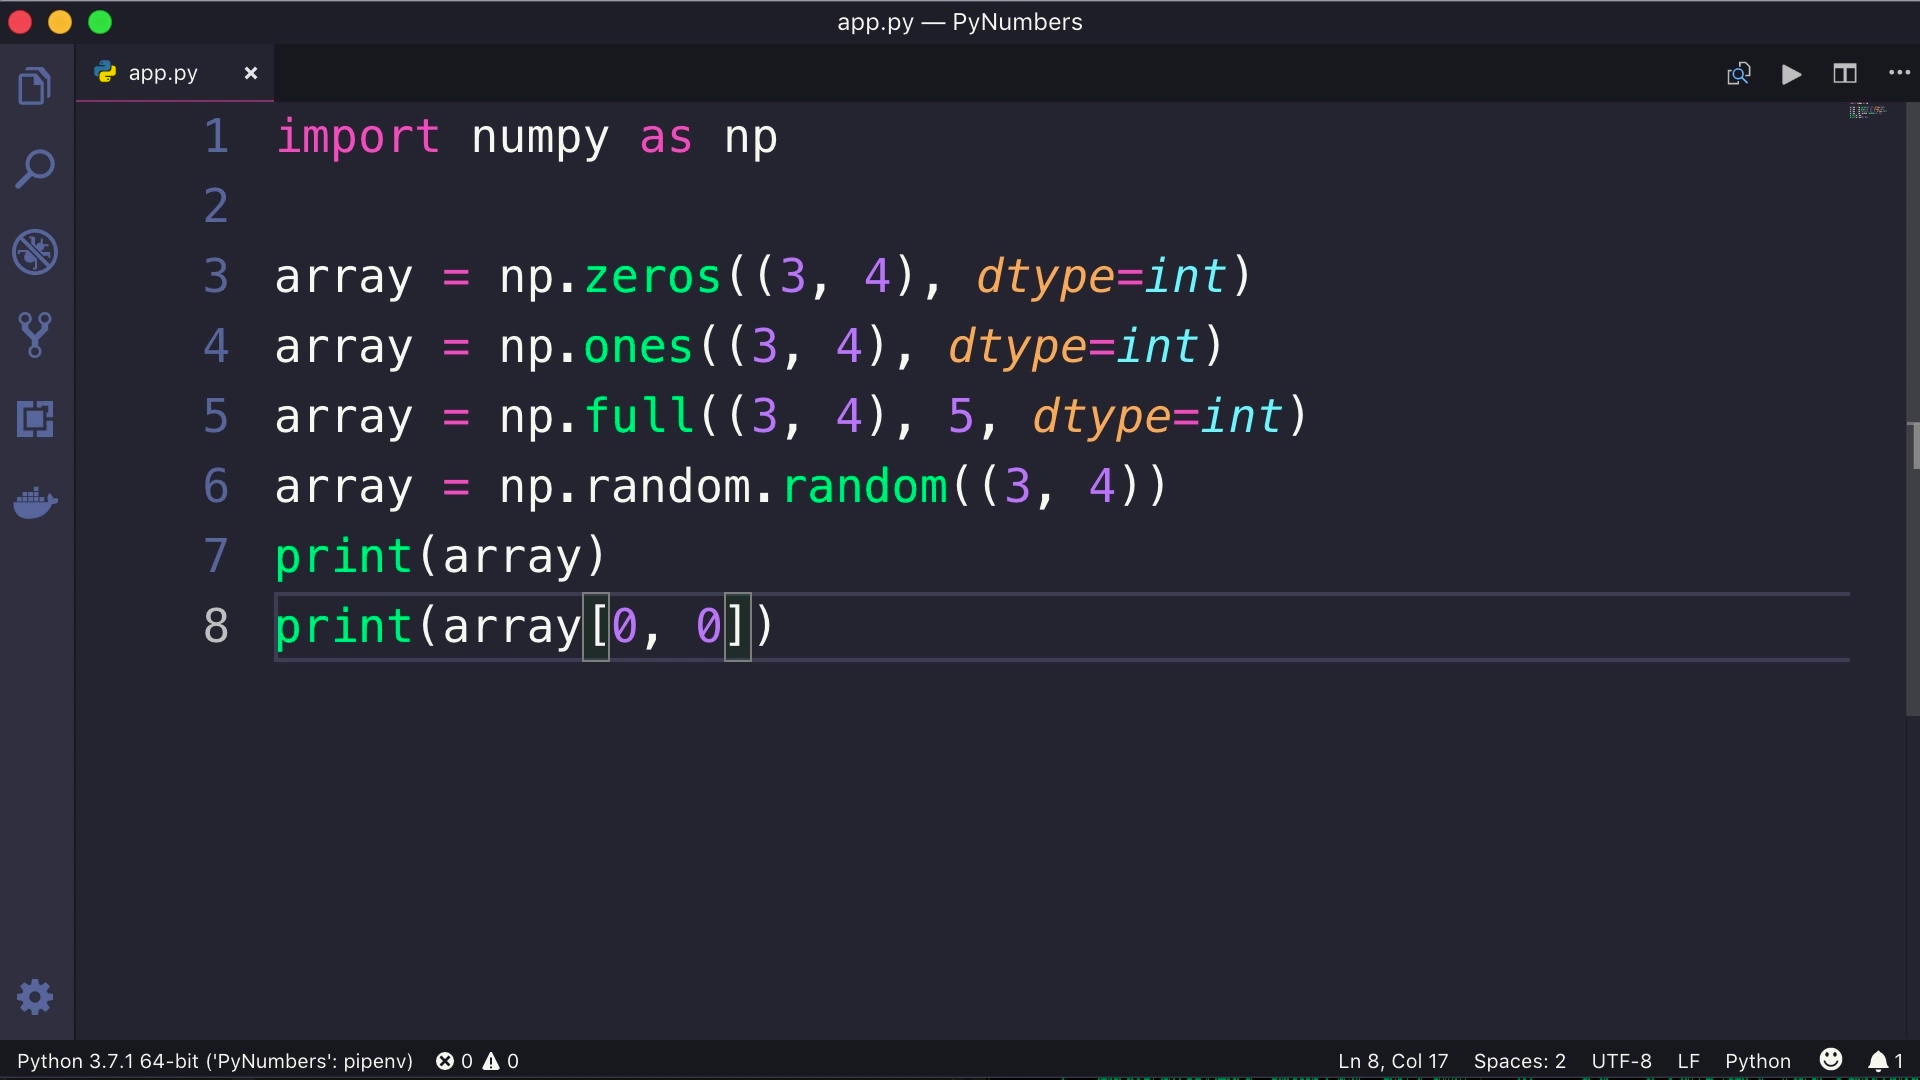 app.py — PyNumbers
app.py
1 import numpy as np
2
3 array = np.zeros((3, 4), dtype=int)
4 array = np.ones((3, 4), dtype=int)
5 array = np.full((3, 4), 5, dtype=int)
6 array = np.random.random((3, 4))
7 print(array)
8 print(array[0, 0])
Python 3.7.1 64-bit ('PyNumbers': pipenv) 0 0 Ln 8, Col 17 Spaces: 2 UTF-8 LF Python 1